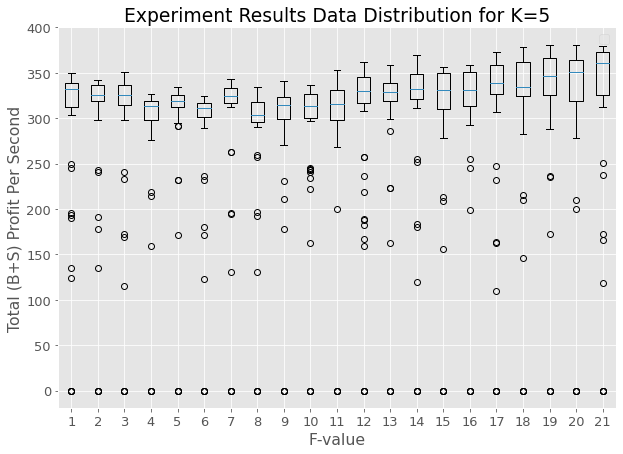 Experiment Results Data Distribution for K=5
400
350
300
250
200
150
100
50
0
Total (B+S) Profit Per Second
1 2 3 4 5 6 7 8 9 10 11 12 13 14 15 16 17 18 19 20 21
F-value